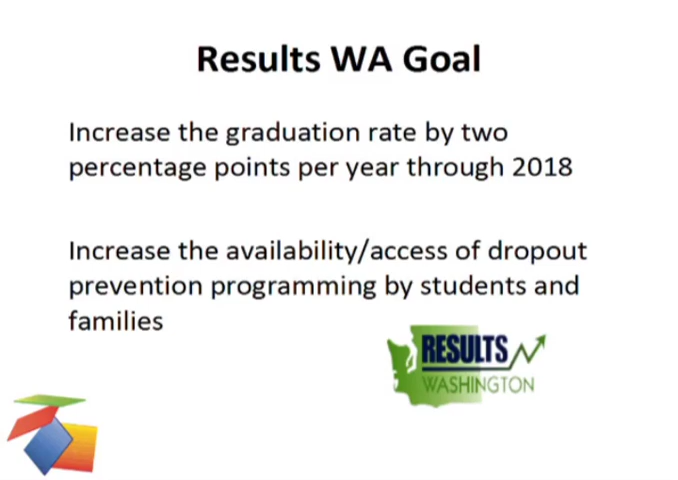 Results WA Goal
Increase the graduation rate by two
percentage points per year through 2018
Increase the availability/access of dropout
prevention programming by students and
families
RESULTS
WASHINGTON